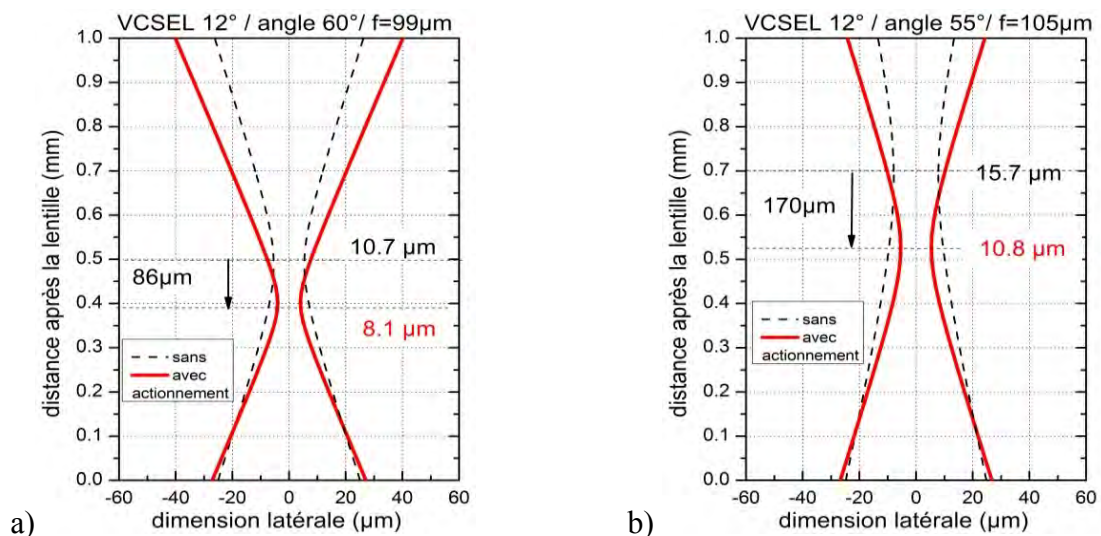 VCSEL 12° / angle 60°/ f=99µm
distance après la lentille (mm)
1.0
0.9
0.8
0.7
0.6
0.5
0.4
0.3
0.2
0.1
0.0
10.7 µm
86µm
8.1 µm
sans
avec
actionnement
-60 -40 -20 0 20 40 60
dimension latérale (µm)
a)
VCSEL 12° / angle 55°/ f=105µm
distance après la lentille (mm)
1.0
0.9
0.8
0.7
0.6
0.5
0.4
0.3
0.2
0.1
0.0
15.7 µm
170µm
10.8 µm
sans
avec
actionnement
-60 -40 -20 0 20 40 60
dimension latérale (µm)
b)